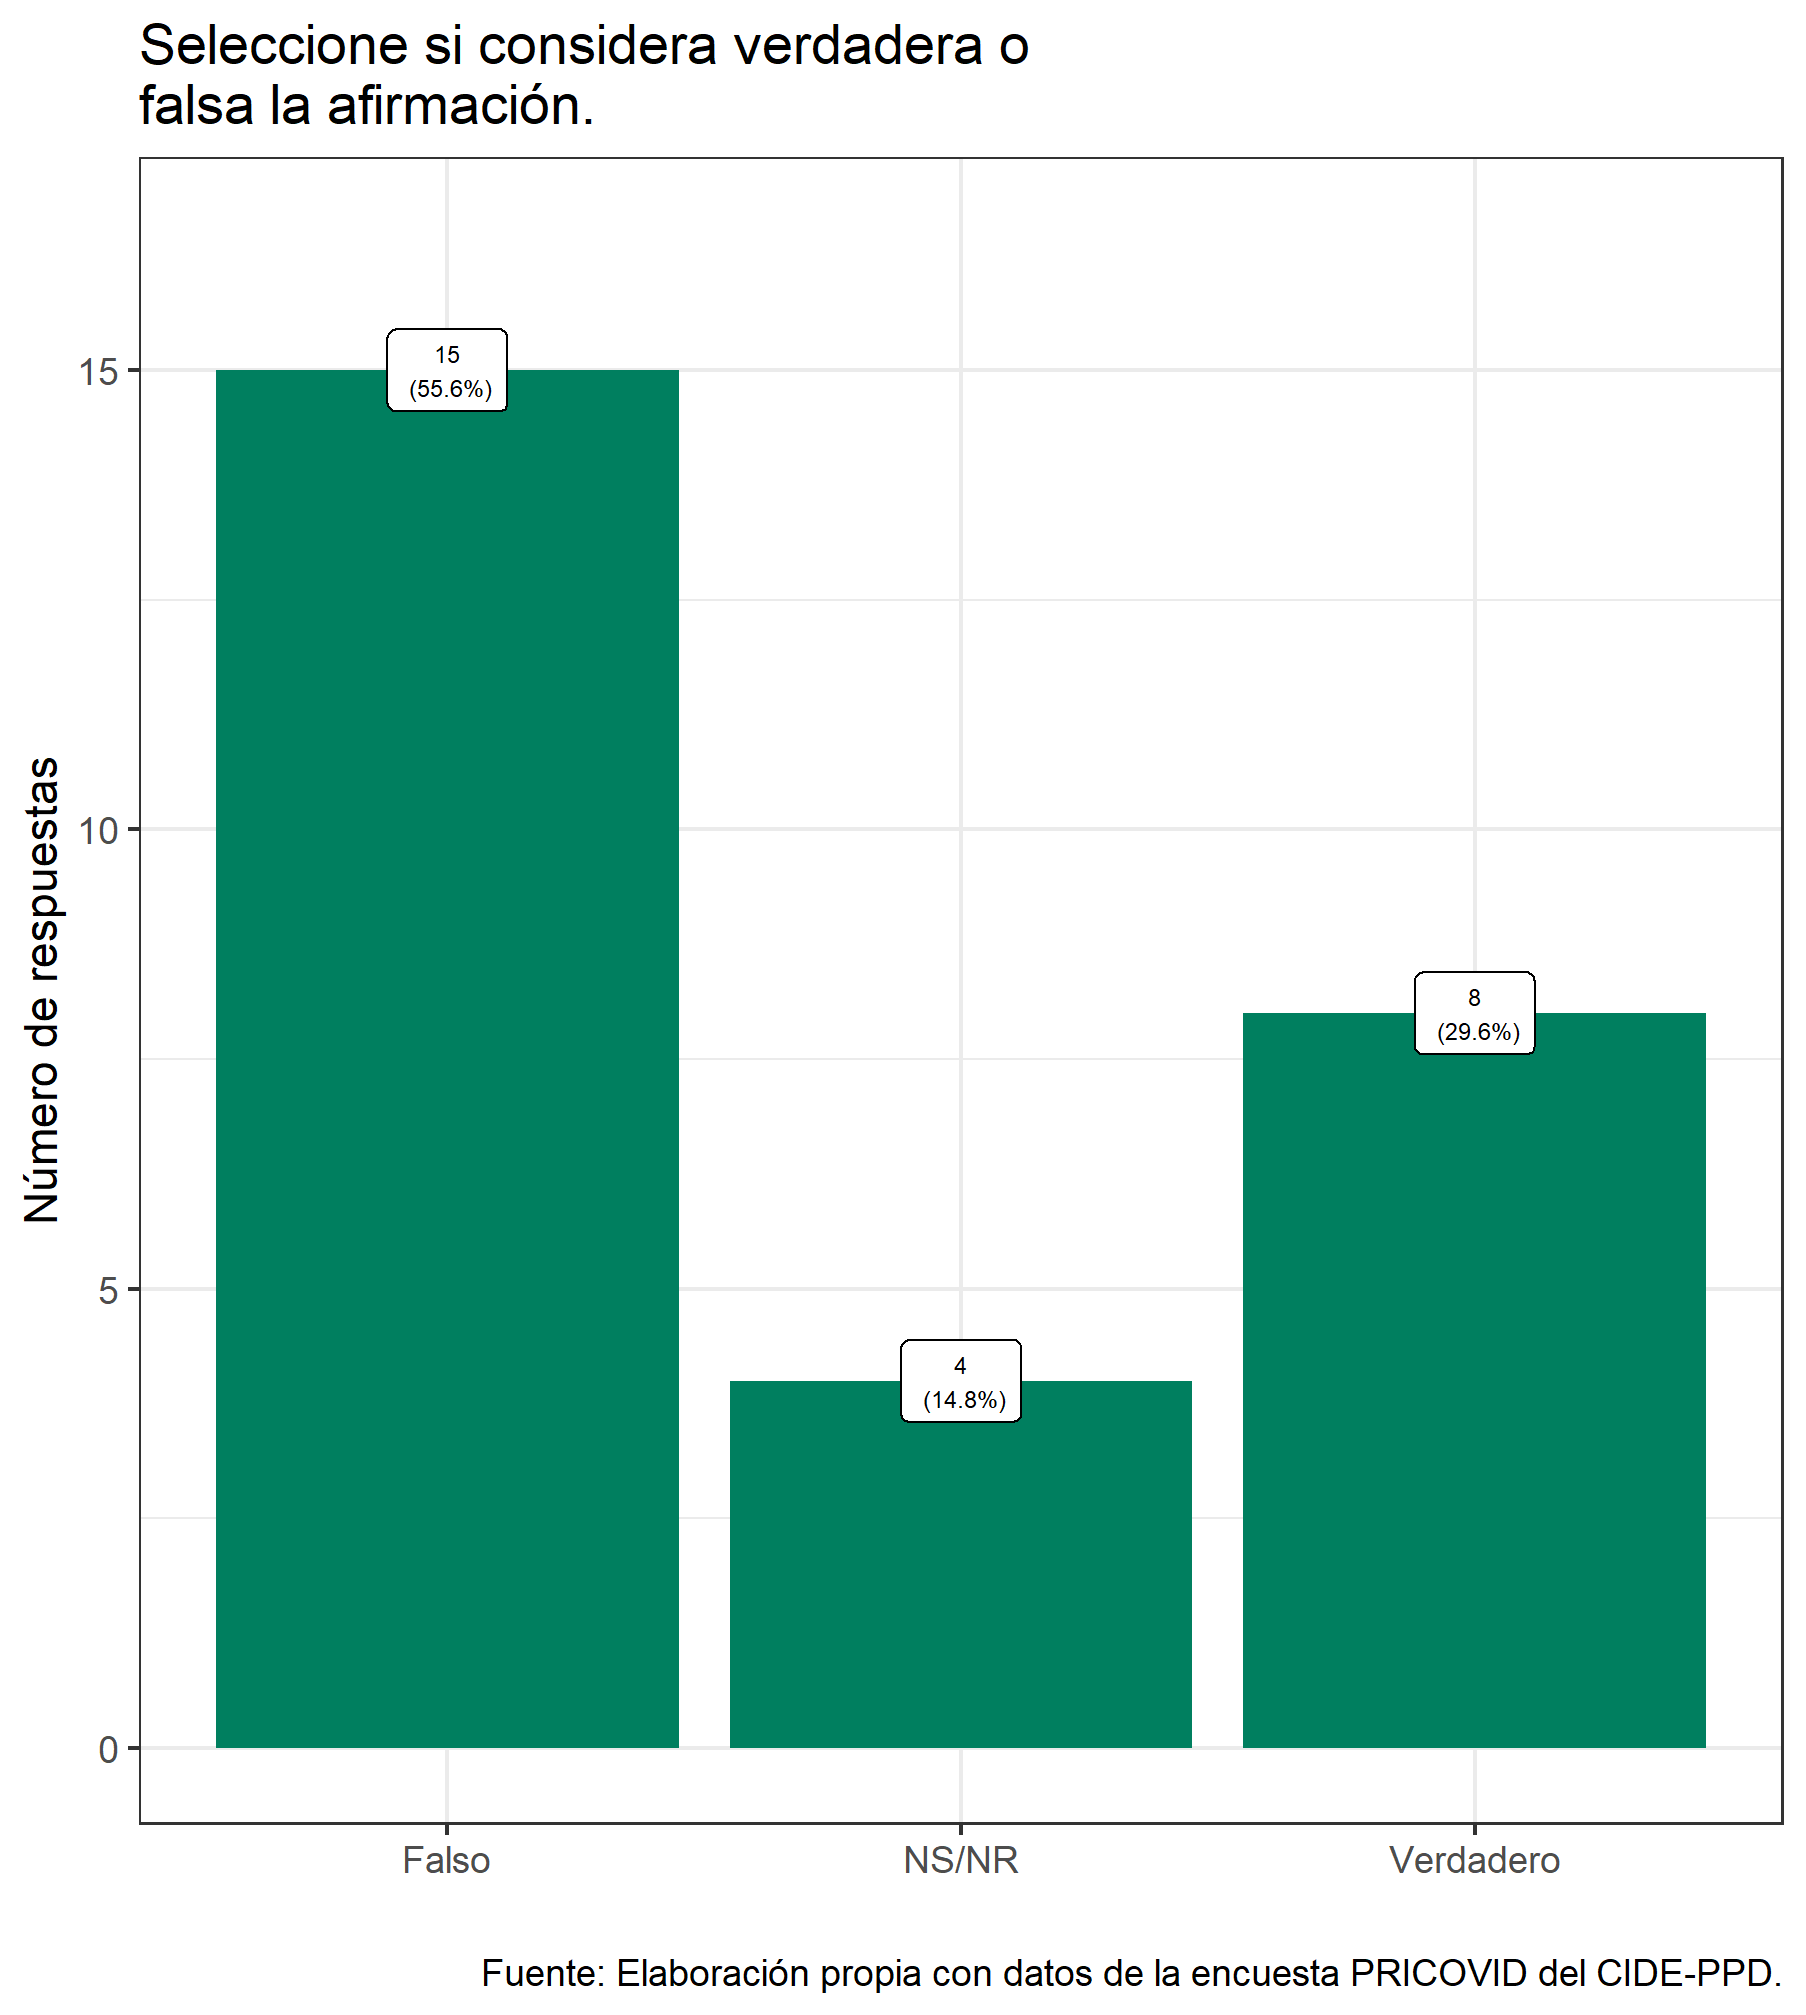 Seleccione si considera verdadera o
falsa la afirmación.
Número de respuestas
15
10
5
0
15
(55.6%)
4
(14.8%)
8
(29.6%)
Falso
NS/NR
Verdadero
Fuente: Elaboración propia con datos de la encuesta PRICOVID del CIDE-PPD.